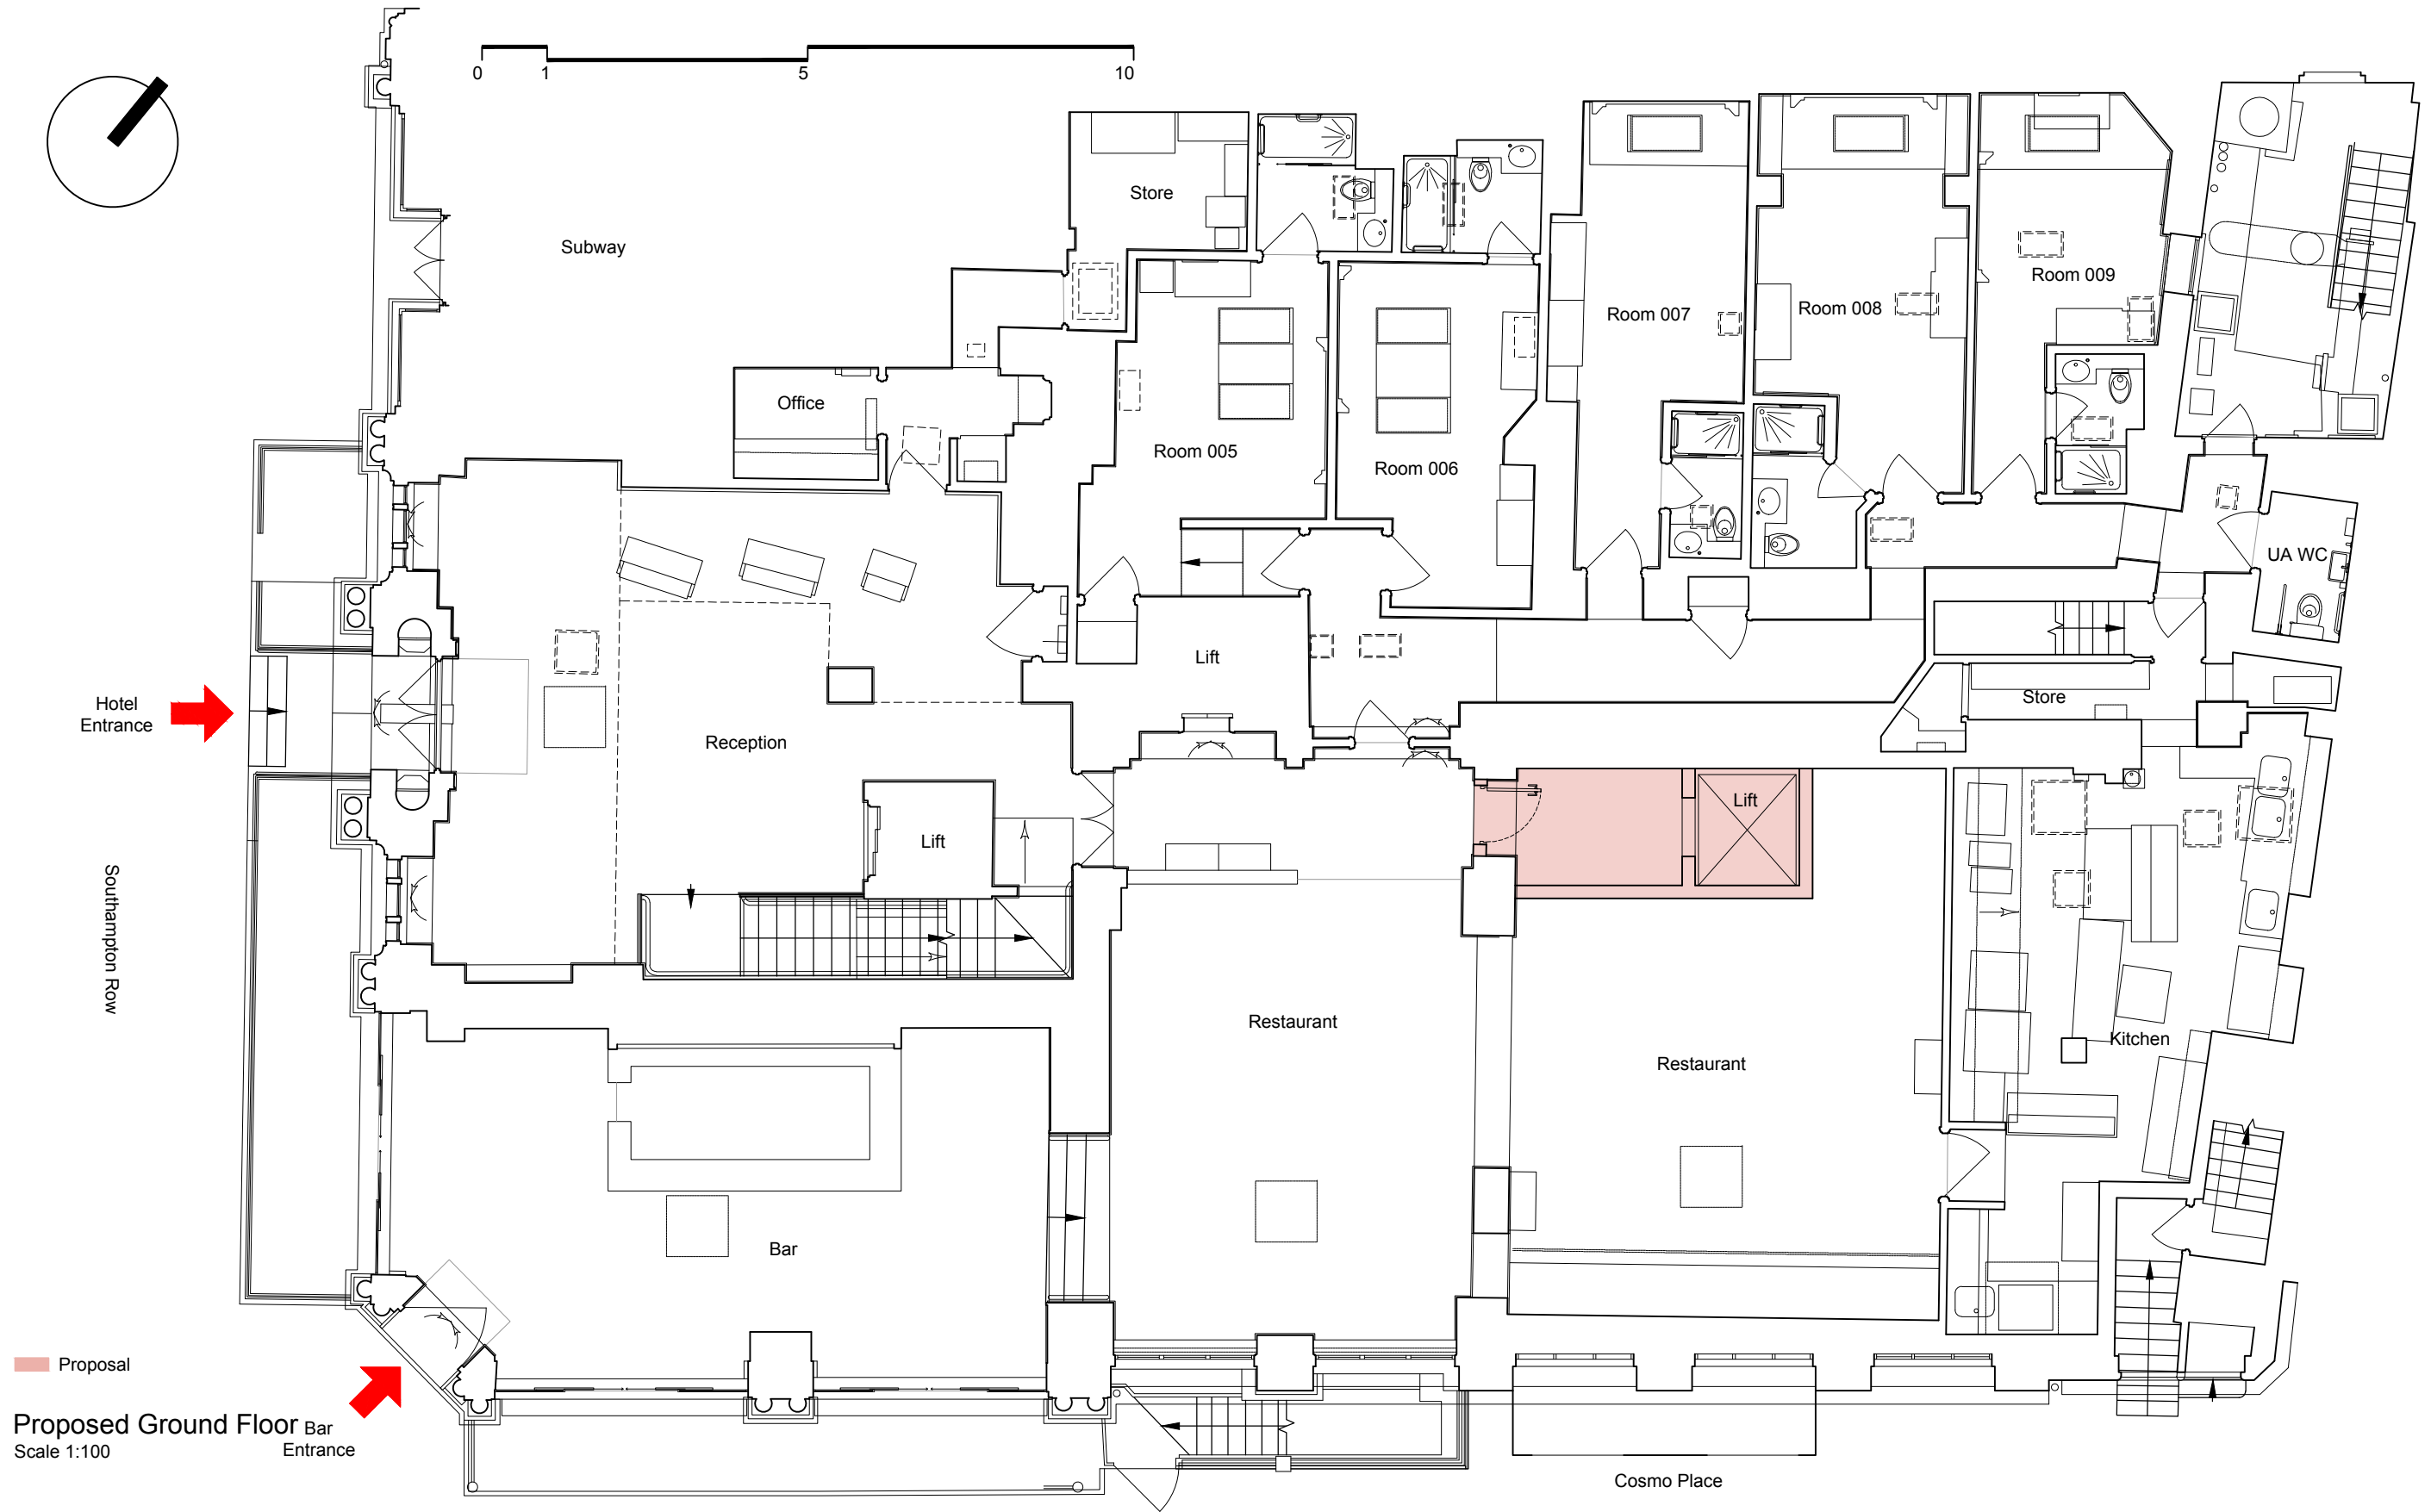 0 1 5 10
Store
Subway
Room 009
Room 008
Room 007
Office
Room 005
Room 006
UA WC
Lift
Store
Hotel
Entrance
Reception
Lift
Lift
Southampton Row
Restaurant
Kitchen
Restaurant
Bar
Proposal
Proposed Ground Floor
Scale 1:100
Bar
Entrance
Cosmo Place